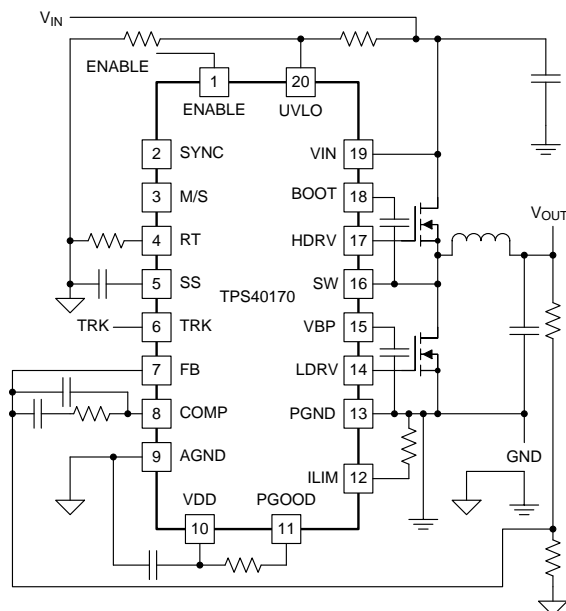 VIN
ENABLE
1
20
ENABLE
UVLO
2
SYNC
VIN
19
3
M/S
BOOT
18
4
RT
HDRV
17
VOUT
5
SS
TPS40170
SW
16
TRK
6
TRK
VBP
15
7
FB
LDRV
14
8
COMP
PGND
13
9
AGND
GND
ILIM
12
VDD
PGOOD
10
11